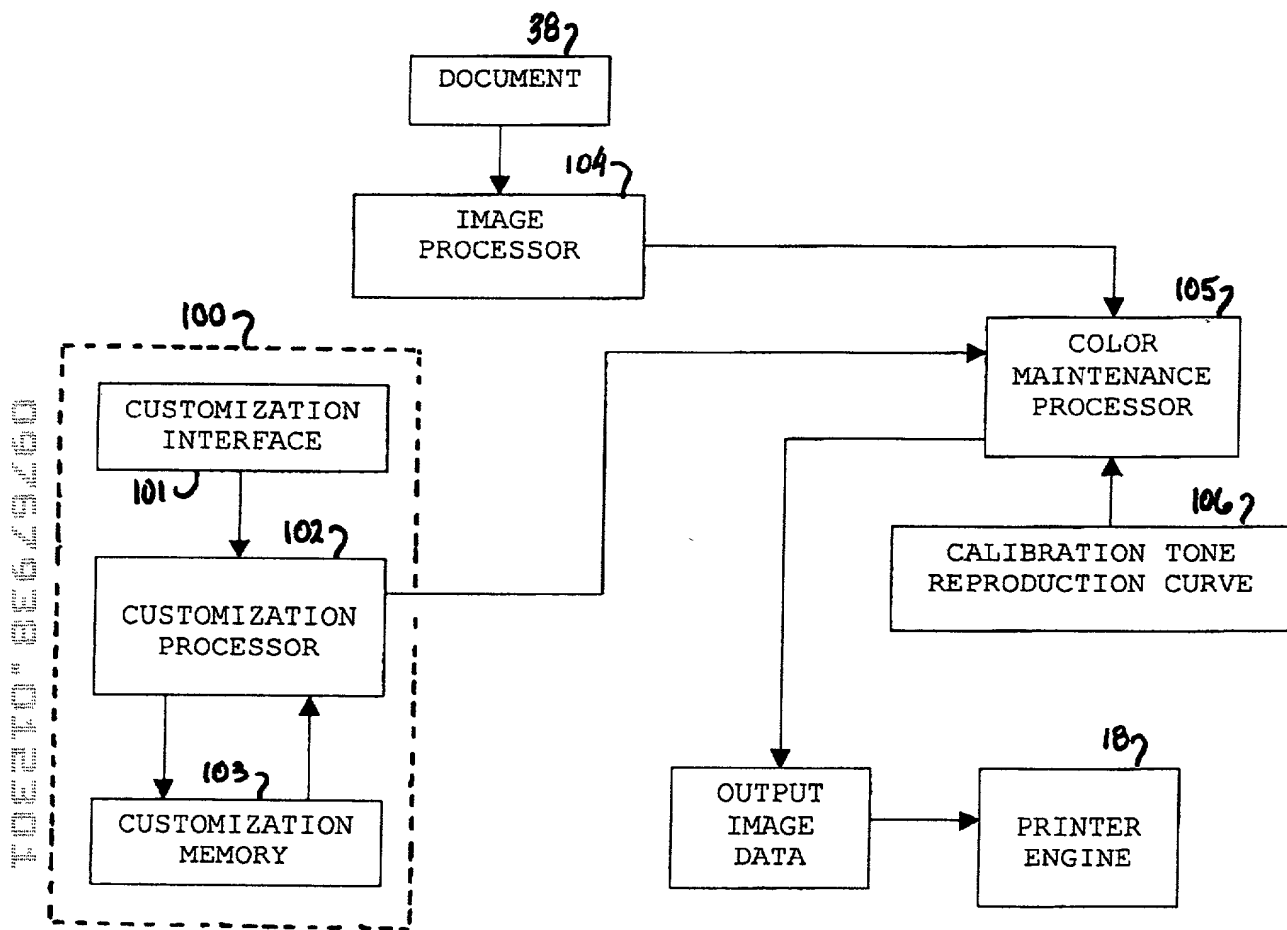 38
DOCUMENT
104
IMAGE
PROCESSOR
100
105
COLOR
MAINTENANCE
PROCESSOR
CUSTOMIZATION
INTERFACE
101
102
CUSTOMIZATION
PROCESSOR
106
CALIBRATION TONE
REPRODUCTION CURVE
103
CUSTOMIZATION
MEMORY
OUTPUT
IMAGE
DATA
18
PRINTER
ENGINE